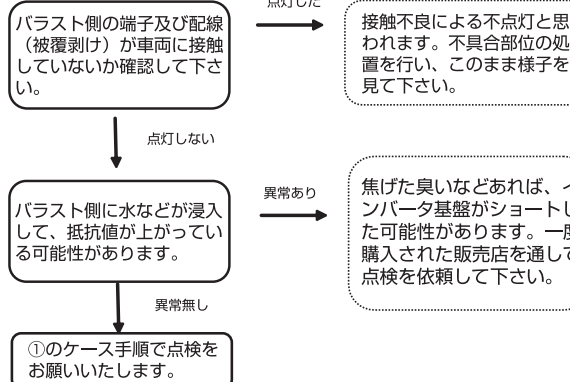 バラスト側の端子及び配線
（被覆剥け）が車両に接触
していないか確認して下さ
い。
点灯した
接触不良による不点灯と思
われます。不具合部位の処
置を行い、このまま様子を
見て下さい。
点灯しない
バラスト側に水などが浸入
して、抵抗値が上がってい
る可能性があります。
異常あり
焦げた臭いなどあれば、イ
ンバータ基盤がショートし
た可能性があります。一度
購入された販売店を通して
点検を依頼して下さい。
異常無し
①のケース手順で点検を
お願いいたします。